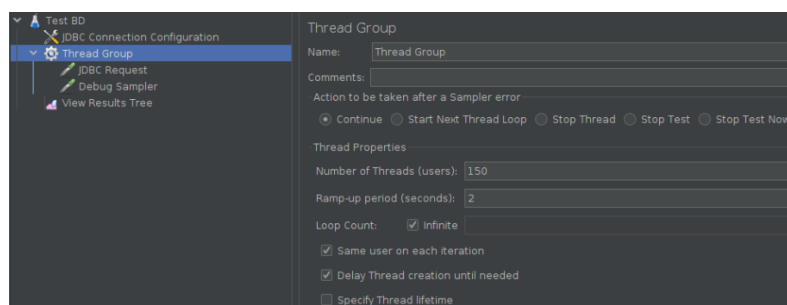 Test BD
JDBC Connection Configuration
Thread Group
JDBC Request
Debug Sampler
View Results Tree
Thread Group
Name: Thread Group
Comments:
Action to be taken after a Sampler error
Continue Start Next Thread Loop Stop Thread Stop Test Stop Test Now
Thread Properties
Number of Threads (users): 150
Ramp-up period (seconds): 2
Loop Count: Infinite
Same user on each iteration
Delay Thread creation until needed
Specify Thread lifetime